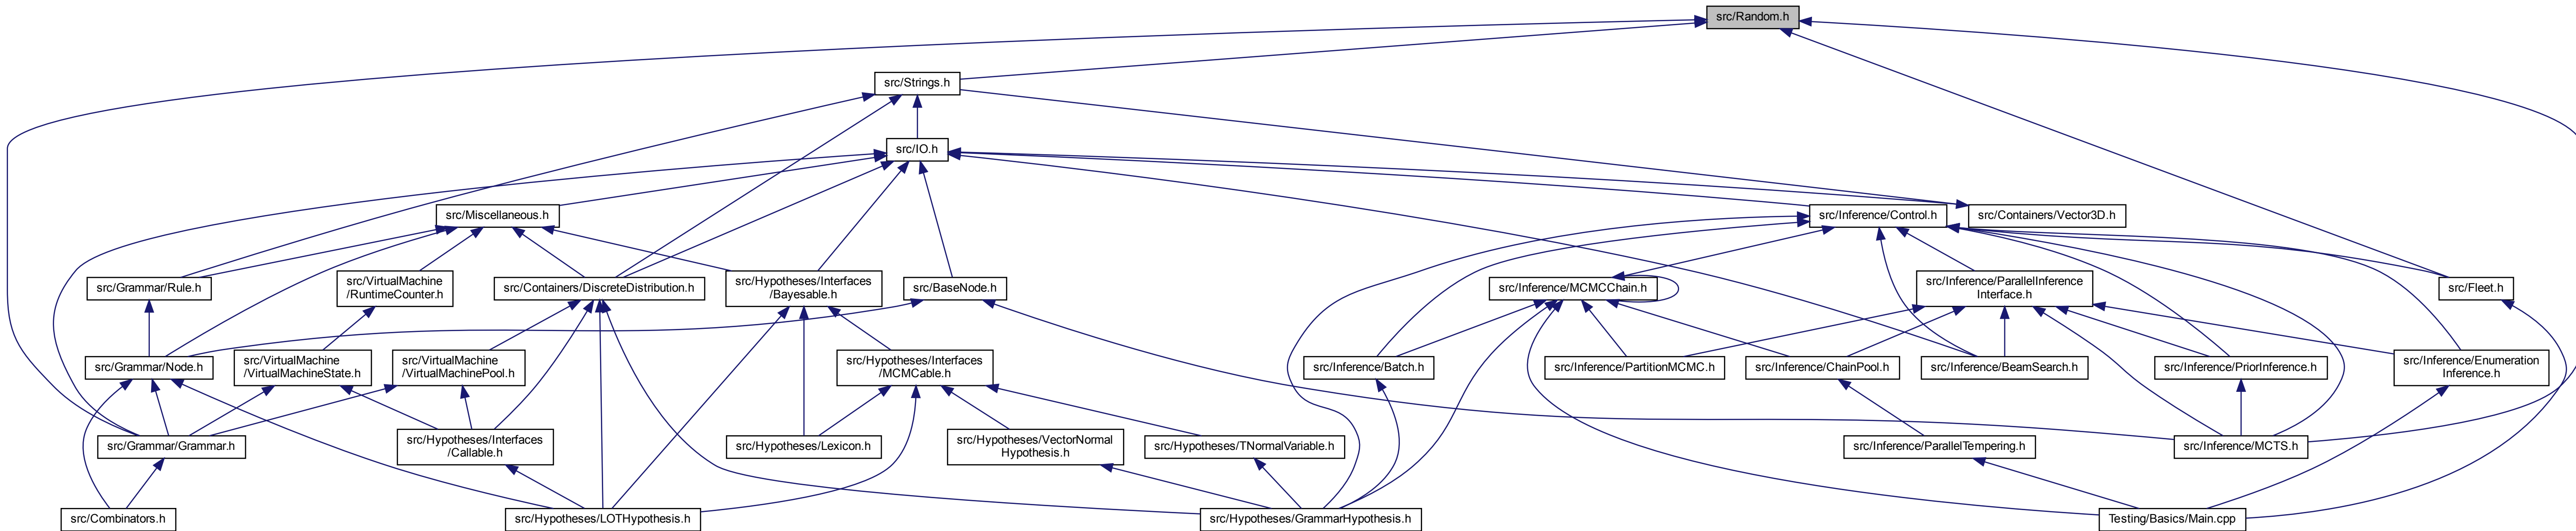 src/Random.h
src/Strings.h
src/IO.h
src/Miscellaneous.h
src/Inference/Control.h
src/Containers/Vector3D.h
src/Grammar/Rule.h
src/VirtualMachine
/RuntimeCounter.h
src/Containers/DiscreteDistribution.h
src/Hypotheses/Interfaces
/Bayesable.h
src/BaseNode.h
src/Inference/MCMCChain.h
src/Inference/ParallelInference
Interface.h
src/Fleet.h
src/Grammar/Node.h
src/VirtualMachine
/VirtualMachineState.h
src/VirtualMachine
/VirtualMachinePool.h
src/Hypotheses/Interfaces
/MCMCable.h
src/Inference/Batch.h
src/Inference/PartitionMCMC.h
src/Inference/ChainPool.h
src/Inference/BeamSearch.h
src/Inference/PriorInference.h
src/Inference/Enumeration
Inference.h
src/Grammar/Grammar.h
src/Hypotheses/Interfaces
/Callable.h
src/Hypotheses/Lexicon.h
src/Hypotheses/VectorNormal
Hypothesis.h
src/Hypotheses/TNormalVariable.h
src/Inference/ParallelTempering.h
src/Inference/MCTS.h
src/Combinators.h
src/Hypotheses/LOTHypothesis.h
src/Hypotheses/GrammarHypothesis.h
Testing/Basics/Main.cpp